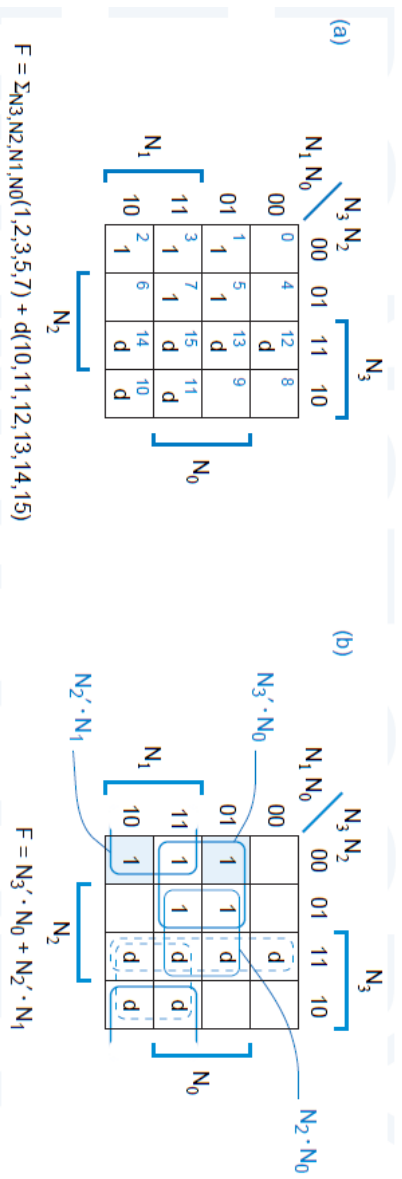 (a)
N₃ N₂
N₃
N₁ N₀
00 01 11 10
00
0 4 12 8
d
01
1 5 13 9
1 1 d
11
3 7 15 11
1 1 d d
10
2 6 14 10
1 d d
N₁
N₀
N₂
F = Σ_N3,N2,N1,N0(1,2,3,5,7) + d(10,11,12,13,14,15)
(b)
N₃′ · N₀
N₂ · N₀
N₃ N₂
N₃
N₁ N₀
00 01 11 10
00
d
01
1 1 d
11
1 1 d d
10
1 d d
N₁
N₀
N₂′ · N₁
N₂
F = N₃′ · N₀ + N₂′ · N₁